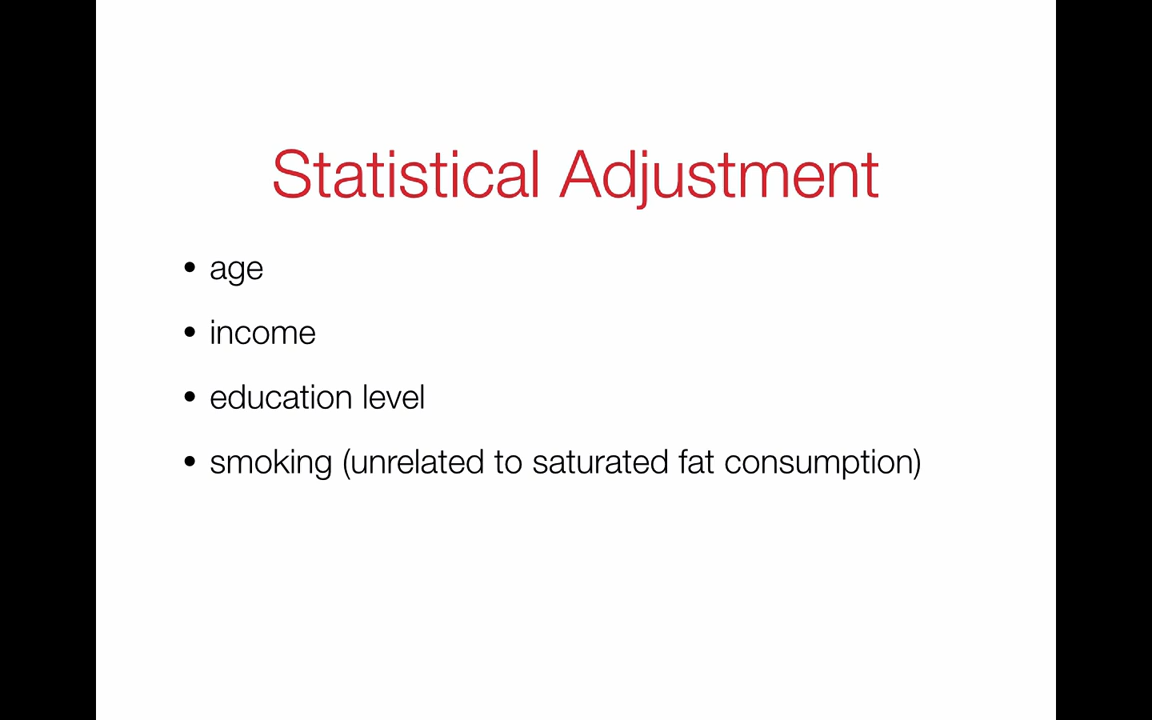 Statistical Adjustment
• age
• income
• education level
• smoking (unrelated to saturated fat consumption)